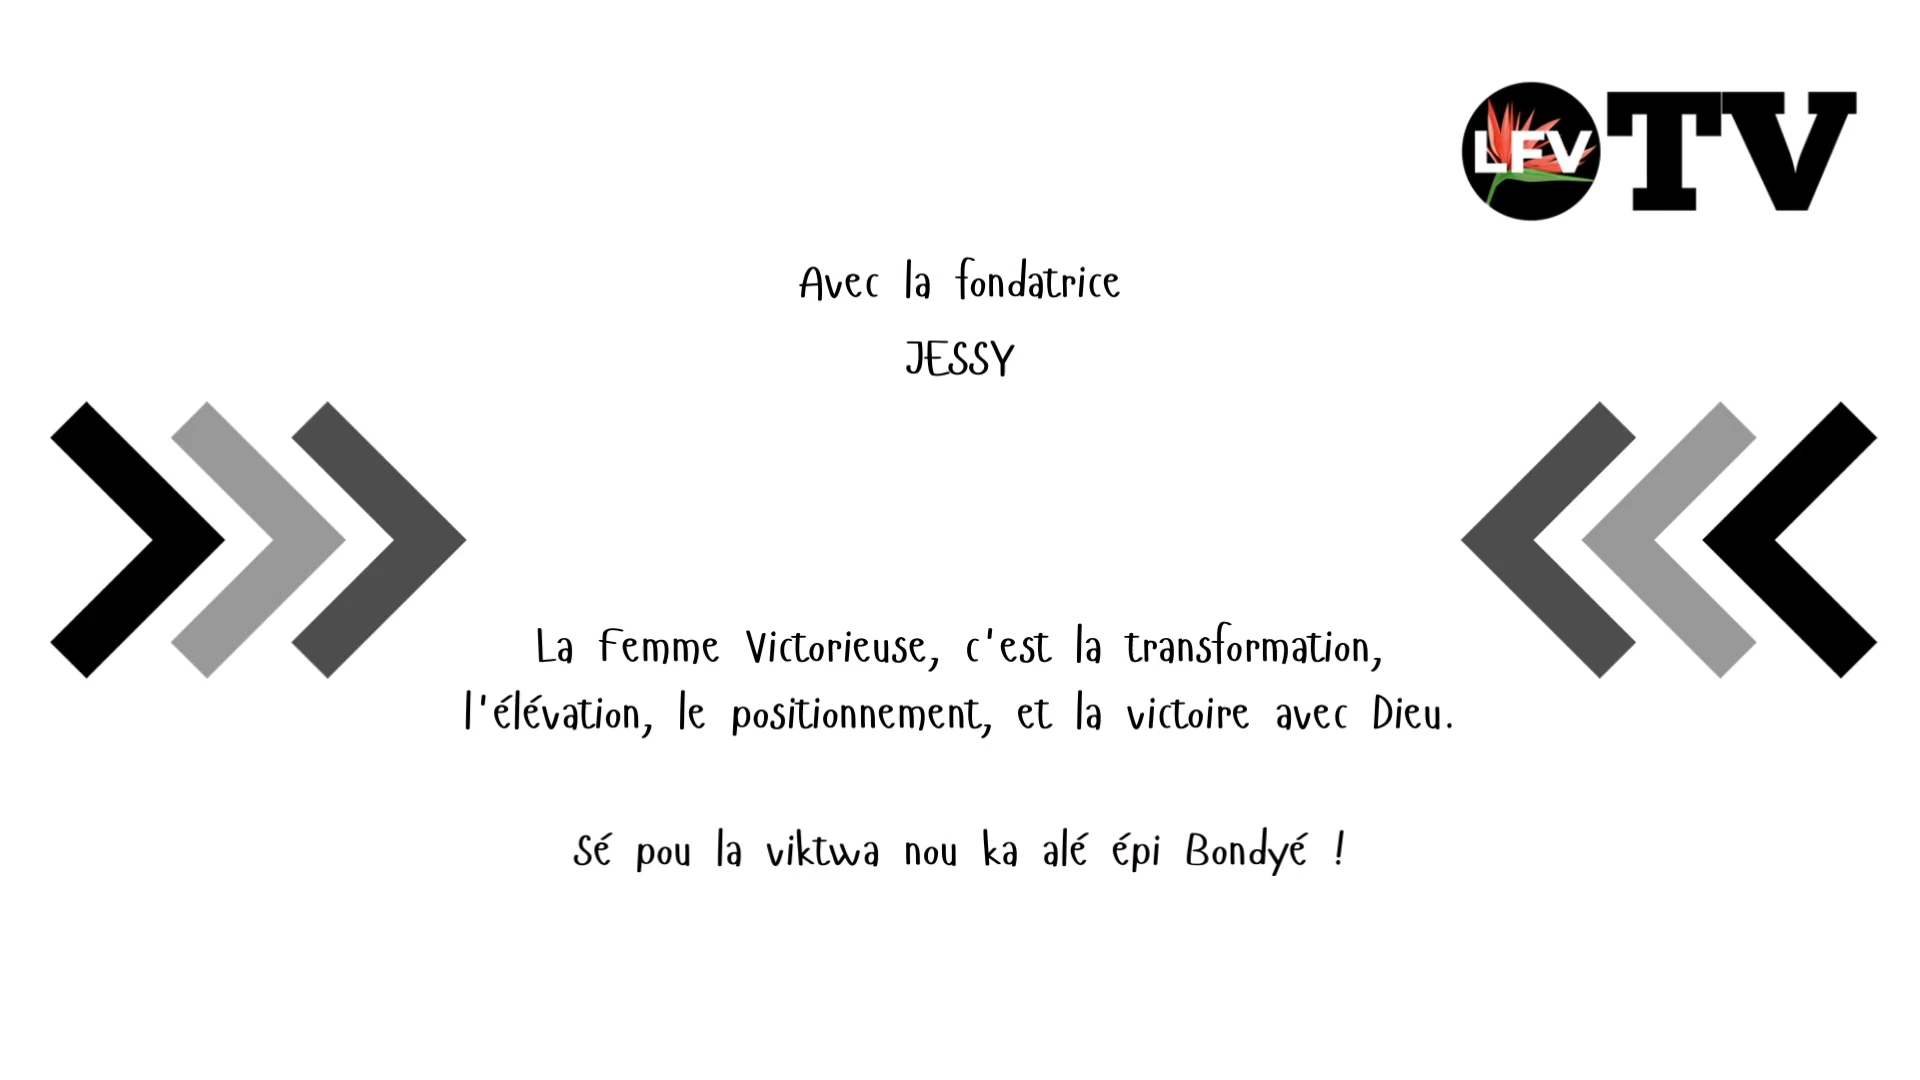 LFV TV
Avec la fondatrice
JESSY
La Femme Victorieuse, c'est la transformation,
l'élévation, le positionnement, et la victoire avec Dieu.
Sé pou la viktwa nou ka alé épi Bondyé !